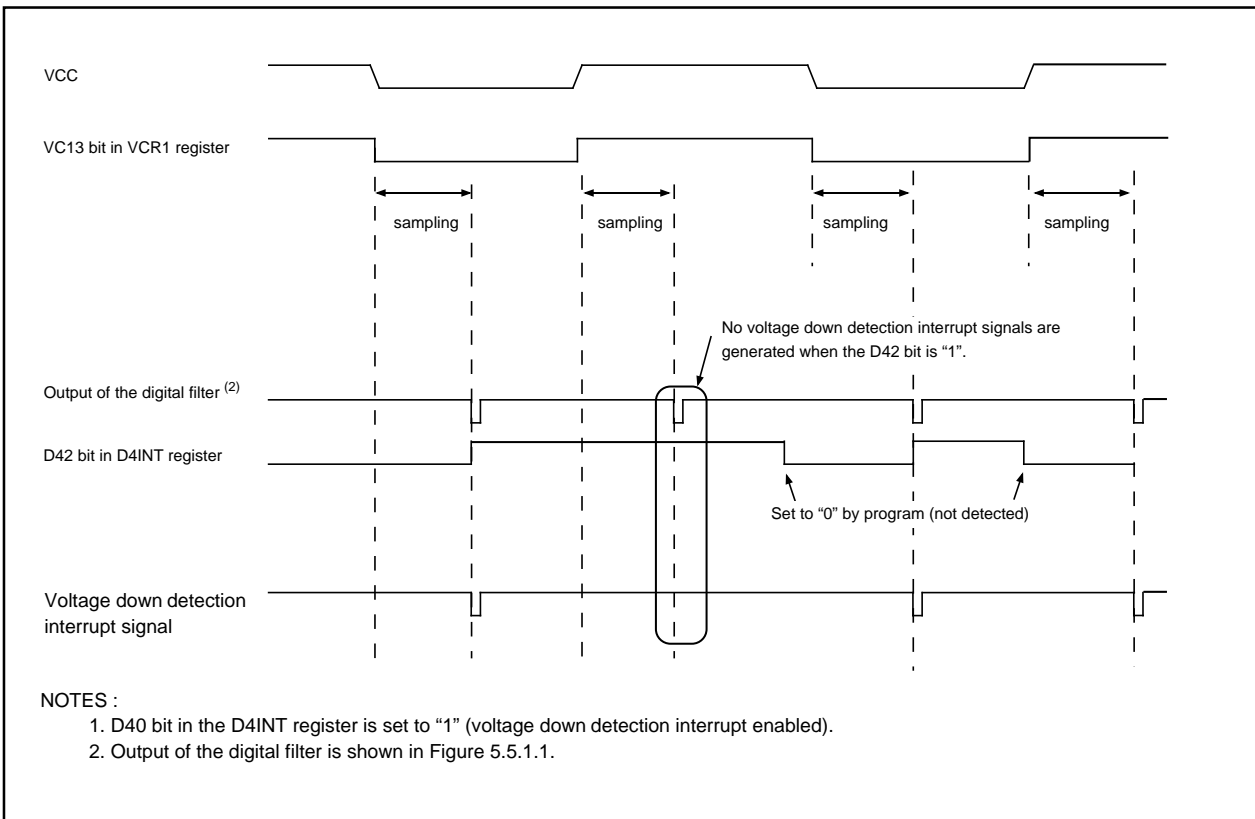 VCC
VC13 bit in VCR1 register
sampling
sampling
sampling
sampling
No voltage down detection interrupt signals are
generated when the D42 bit is “1”.
Output of the digital filter (2)
D42 bit in D4INT register
Set to “0” by program (not detected)
Voltage down detection
interrupt signal
NOTES :
1. D40 bit in the D4INT register is set to “1” (voltage down detection interrupt enabled).
2. Output of the digital filter is shown in Figure 5.5.1.1.